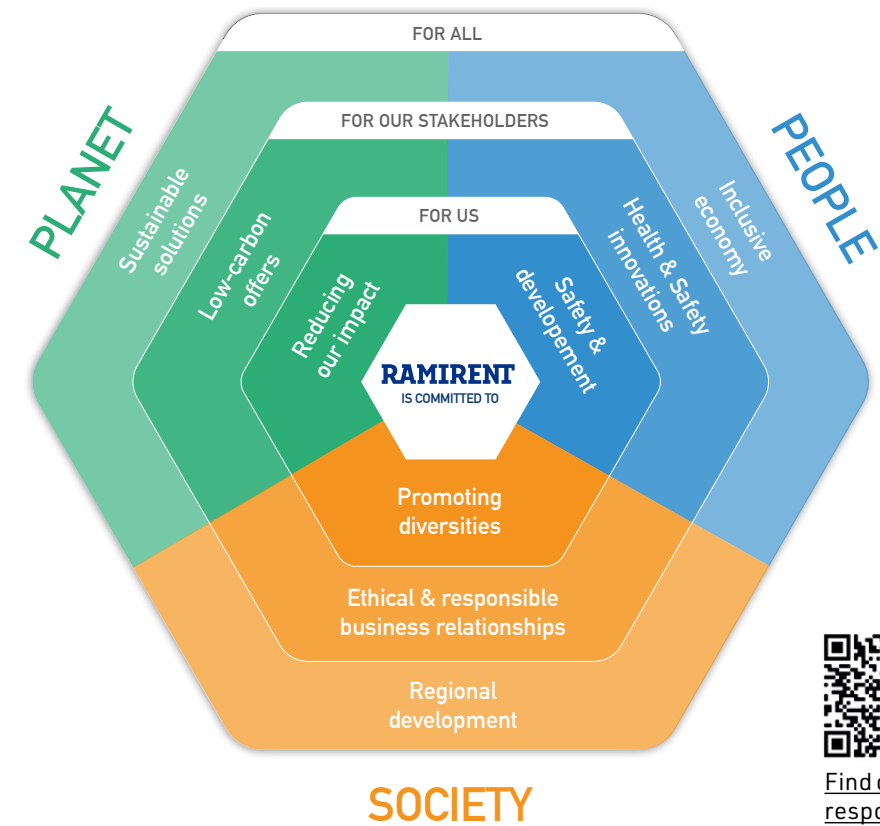 FOR ALL
FOR OUR STAKEHOLDERS
FOR US
PLANET
PEOPLE
Sustainable
solutions
Low-carbon
offers
Reducing
our impact
Safety &
developement
Health & Safety
innovations
Inclusive
economy
RAMIRENT
IS COMMITTED TO
Promoting
diversities
Ethical & responsible
business relationships
Regional
development
SOCIETY
Find